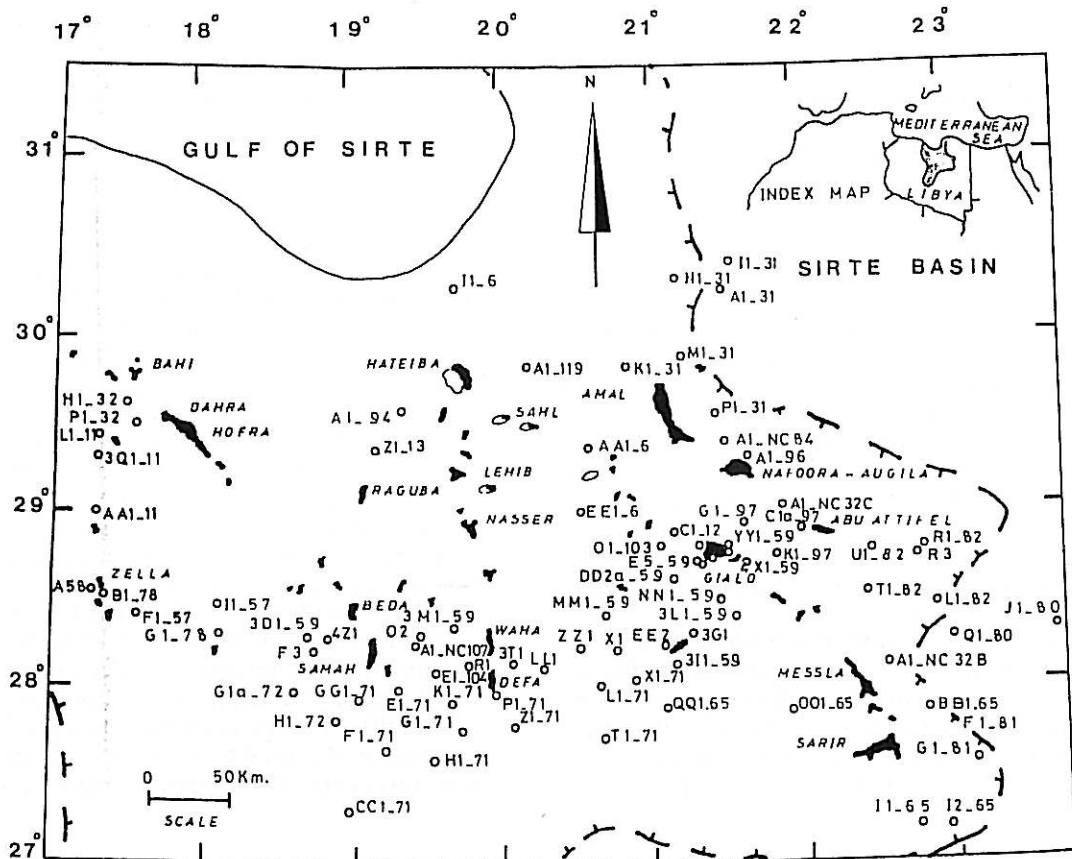 17° 18° 19° 20° 21° 22° 23°
N
31°
GULF OF SIRTE
MEDITERRANEAN
SEA
INDEX MAP
LIBYA
SIRTE BASIN
I1_6
H1_31
I1_31
A1_31
30°
BAHI
HATEIBA
A1_119
K1_31
M1_31
H1_32
P1_32
L1_11
3Q1_11
DAHRA
HOFRA
A1_94
SAHL
AMAL
P1_31
Z1_13
AA1_6
A1_NC84
A1_96
LEHIB
NAFOORA_AUGILA
RAGUBA
29°
AA1_11
NASSER
EE1_6
G1_97
A1_NC32C
C1a_97
ABU ATTIFEL
C1_12
YY1_59
O1_103
K1_97
U1_82
R1_82
R3
E5_59
GIALO
X1_59
DD2a_59
ZELLA
A58
B1_78
F1_57
I1_57
NN1_59
T1_82
L1_82
MM1_59
3L1_59
J1_80
BEDA
3M1_59
G1_78
3D1_59
4Z1
O2
WAHA
ZZ1
X1
EE2
3G1
Q1_80
F3
A1_NC107
SAMAH
R1
3T1
LL1
3I1_59
A1_NC32B
E1_104
DEFA
MESSLA
28°
G1a_72
GG1_71
K1_71
X1_71
E1_71
P1_71
L1_71
QQ1.65
OO1_65
BB1.65
F1_81
H1_72
G1_71
Z1_71
F1_71
T1_71
SARIR
G1_81
H1_71
0 50Km.
SCALE
CC1_71
I1_65
I2_65
27°